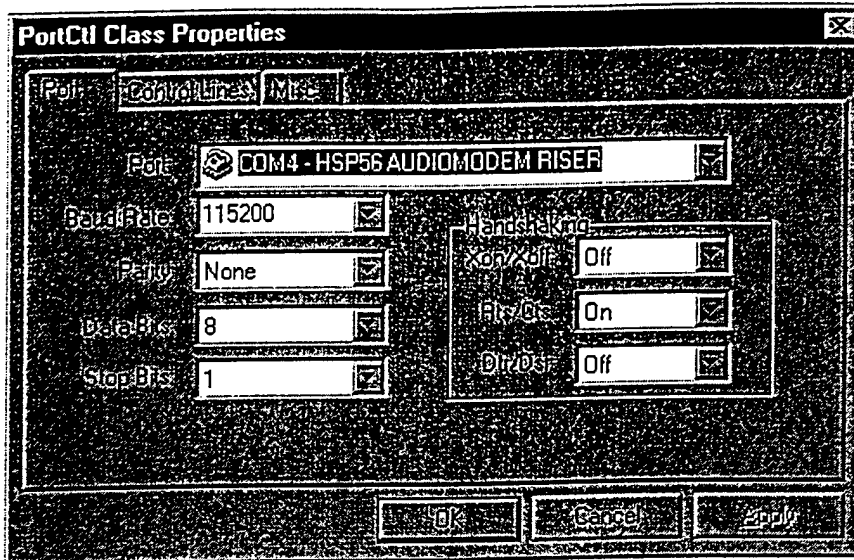 PortCtl Class Properties
Port Control Lines Misc
Port: COM4 - HSP56 AUDIOMODEM RISER
Baud Rate: 115200
Handshaking
Parity: None
Xon/Xoff: Off
Data Bits: 8
Rts/Cts: On
Stop Bits: 1
Dtr/Dsr: Off
OK Cancel Apply